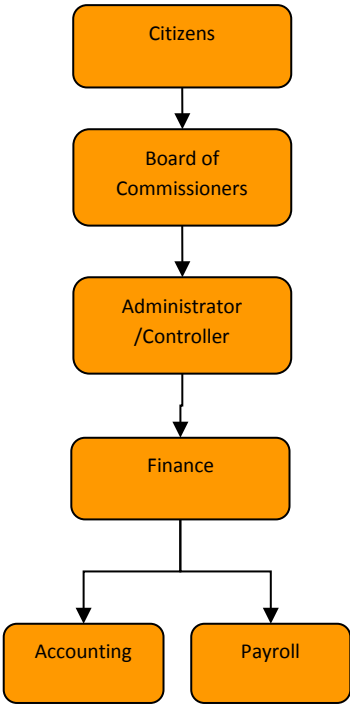 Citizens
Board of
Commissioners
Administrator
/Controller
Finance
Accounting
Payroll